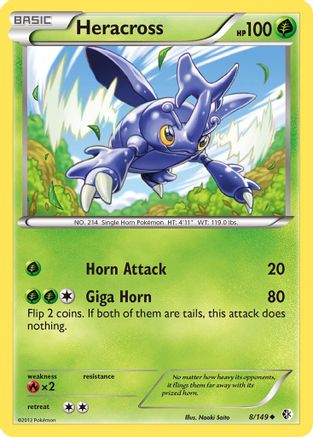 BASIC
Heracross
HP100
NO. 214 Single Horn Pokémon HT: 4'11" WT: 119.0 lbs.
Horn Attack 20
Giga Horn 80
Flip 2 coins. If both of them are tails, this attack does
nothing.
weakness resistance
×2
No matter how heavy its opponents,
it flings them far away with its
prized horn.
retreat
©2012 Pokémon
Illus. Naoki Saito
8/149